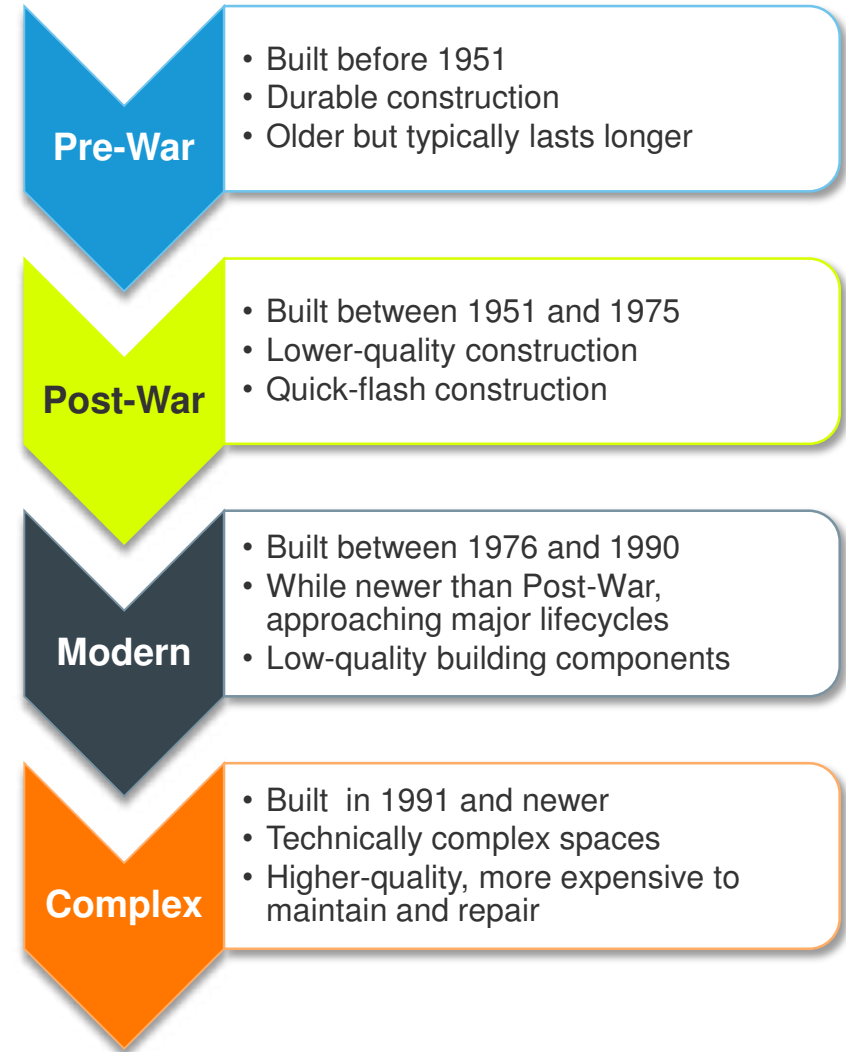 Pre-War
• Built before 1951
• Durable construction
• Older but typically lasts longer
Post-War
• Built between 1951 and 1975
• Lower-quality construction
• Quick-flash construction
Modern
• Built between 1976 and 1990
• While newer than Post-War,
approaching major lifecycles
• Low-quality building components
Complex
• Built in 1991 and newer
• Technically complex spaces
• Higher-quality, more expensive to
maintain and repair